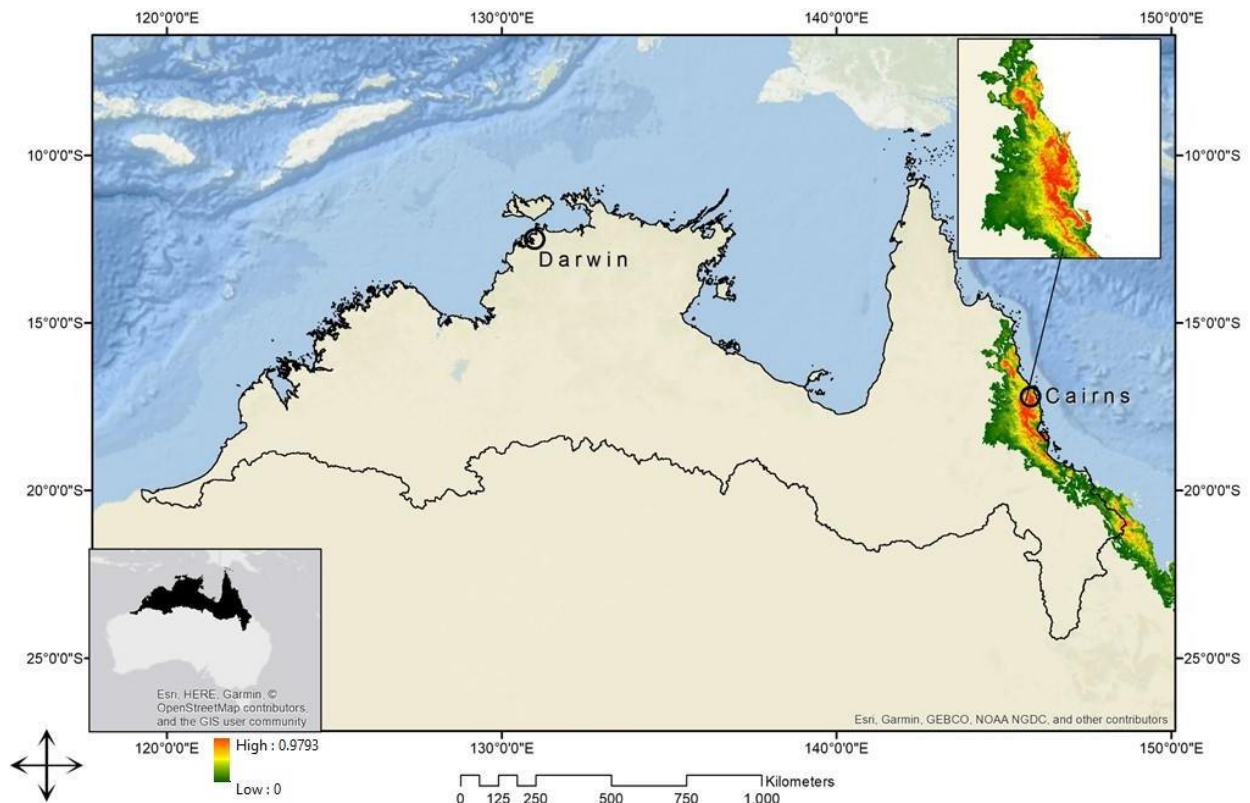 120°0'0"E 130°0'0"E 140°0'0"E 150°0'0"E
10°0'0"S 10°0'0"S
Darwin
15°0'0"S 15°0'0"S
Cairns
20°0'0"S 20°0'0"S
25°0'0"S 25°0'0"S
Esri, HERE, Garmin, ©
OpenStreetMap contributors,
and the GIS user community
Esri, Garmin, GEBCO, NOAA NGDC, and other contributors
120°0'0"E 130°0'0"E 140°0'0"E 150°0'0"E
High : 0.9793
Low : 0
Kilometers
0 125 250 500 750 1.000